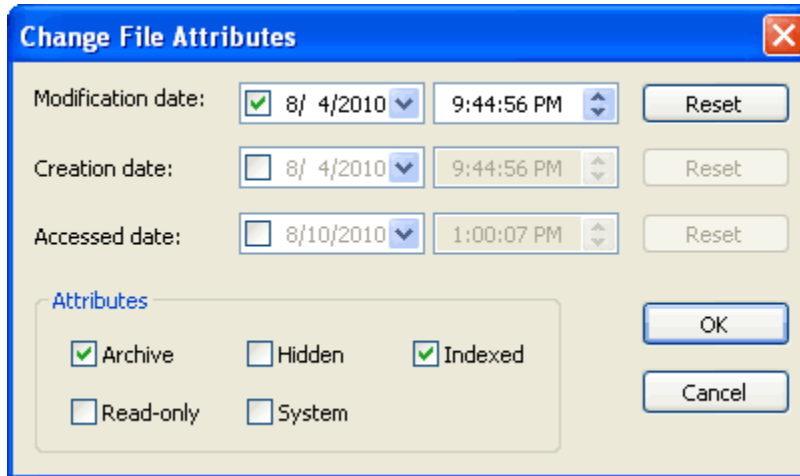 Change File Attributes
Modification date: 8/ 4/2010 9:44:56 PM Reset
Creation date: 8/ 4/2010 9:44:56 PM Reset
Accessed date: 8/10/2010 1:00:07 PM Reset
Attributes
Archive Hidden Indexed
Read-only System
OK
Cancel